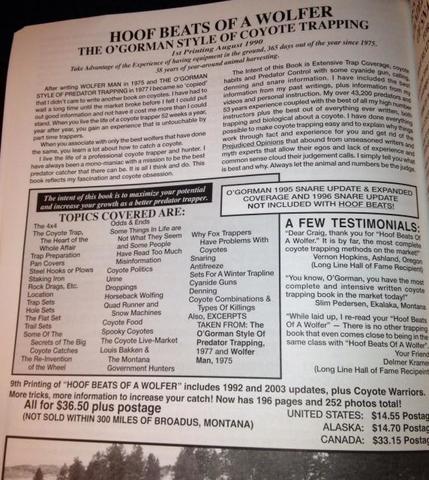 HOOF BEATS OF A WOLFER
THE O'GORMAN STYLE OF COYOTE TRAPPING
1st Printing August 1990
Take Advantage of the Experience of having equipment in the ground, 365 days out of the year since 1975.
38 years of year-around animal harvesting.
After writing WOLFER MAN in 1975 and THE O'GORMAN
STYLE OF PREDATOR TRAPPING in 1977 I became so 'copied'
that I didn't care to write another book on coyotes. I have had to
wait a long time until the market broke before I felt I could put
out good information and not have it cost me more than I could
stand. When you live the life of a coyote trapper 52 weeks a year,
year after year, you gain an experience that is untouchable by
part time trappers.
When you associate with only the best wolfers that have done
the same, you learn a lot about how to catch a coyote.
I live the life of a professional coyote trapper and hunter. I
have always been a mono-maniac with a mission to be the best
predator catcher that there can be. It is all I think and do. This
book reflects my fascination and coyote obsession.
The Intent of this Book is Extensive Trap Coverage, coyote
habits and Predator Control with some cyanide gun, calling,
denning and snare information. I have included the
information from my past writings, plus information from my
videos and personal instruction. My over 43,200 predators and
53 years experience coupled with the best of all my high number
instructors plus the best out of everything ever written, both
trapping and biological about a coyote. I have done everything
possible to make coyote trapping easy and to explain why things
work through fact and experience for you and get rid of the
Prejudiced Opinions that abound from unseasoned writers and
myth experts that allow their egos and lack of experience and
common sense cloud their judgement calls. I simply tell you what
is best and why. Always let the animal and numbers be the judge.
The intent of this book is to maximize your potential
and increase your growth as a better predator trapper.
O'GORMAN 1995 SNARE UPDATE & EXPANDED
COVERAGE AND 1996 SNARE UPDATE
NOT INCLUDED WITH HOOF BEATS!
TOPICS COVERED ARE:
The 4x4
The Coyote Trap,
The Heart of the
Whole Affair
Trap Preparation
Pan Covers
Steel Hooks or Plows
Staking Iron
Rock Drags, Etc.
Location
Trap Sets
Hole Sets
The Flat Set
Trail Sets
Some Of The
Secrets of The Big
Coyote Catches
The Re-Invention
of the Wheel
Odds & Ends
Some Things In Life are
Not What They Seem
and Some People
Have Read Too Much
Misinformation
Coyote Politics
Urine
Droppings
Horseback Wolfing
Quad Runner and
Snow Machines
Coyote Food
Spooky Coyotes
The Coyote Live-Market
Louis Bakken &
The Montana
Government Hunters
Why Fox Trappers
Have Problems With
Coyotes
Snaring
Antifreeze
Sets For A Winter Trapline
Cyanide Guns
Denning
Coyote Combinations &
Types Of Killings
Also, EXCERPTS
TAKEN FROM: The
O'Gorman Style Of
Predator Trapping,
1977 and Wolfer
Man, 1975
A FEW TESTIMONIALS:
"Dear Craig, thank you for "Hoof Beats Of
A Wolfer." It is by far, the most complete
coyote trapping methods on the market!"
Vernon Hopkins, Ashland, Oregon
(Long Line Hall of Fame Recipient)
"You know, O'Gorman, you have the most
complete and intensive written coyote
trapping book in the market today!"
Slim Pedersen, Ekalaka, Montana
"While laid up, I re-read your "Hoof Beats
Of A Wolfer" — There is no other trapping
book that even comes close to being in the
same class with "Hoof Beats Of A Wolfer".
Your Friend
Delmer Kramer
(Long Line Hall of Fame Recipient
9th Printing of "HOOF BEATS OF A WOLFER" includes 1992 and 2003 updates, plus Coyote Warriors.
More tricks, more information to increase your catch! Now has 196 pages and 252 photos total!
All for $36.50 plus postage
(NOT SOLD WITHIN 300 MILES OF BROADUS, MONTANA)
UNITED STATES: $14.55 Postag
ALASKA: $14.70 Postag
CANADA: $33.15 Postag